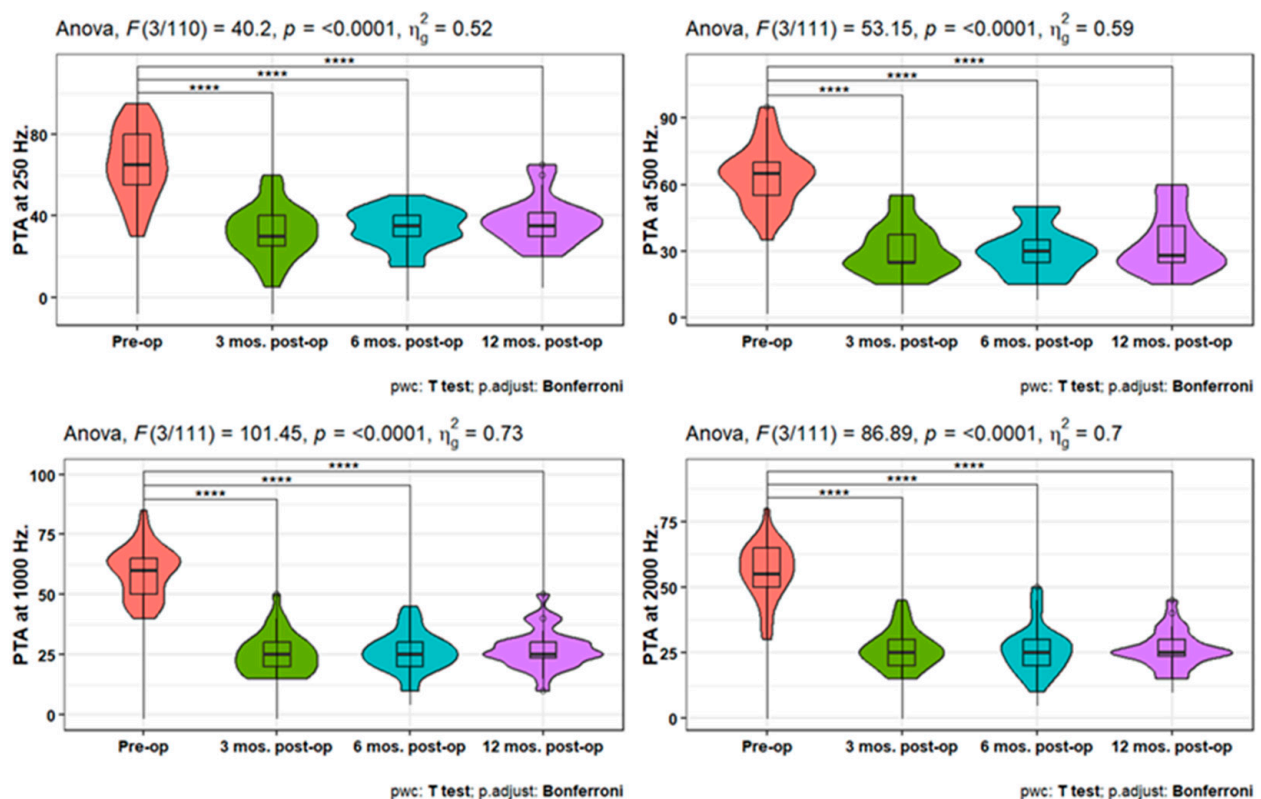 Anova, F(3/110) = 40.2, p = <0.0001, η²g = 0.52
PTA at 250 Hz.
80
40
0
****
****
****
Pre-op 3 mos. post-op 6 mos. post-op 12 mos. post-op
pwc: T test; p.adjust: Bonferroni
Anova, F(3/111) = 53.15, p = <0.0001, η²g = 0.59
PTA at 500 Hz.
90
60
30
0
****
****
****
Pre-op 3 mos. post-op 6 mos. post-op 12 mos. post-op
pwc: T test; p.adjust: Bonferroni
Anova, F(3/111) = 101.45, p = <0.0001, η²g = 0.73
PTA at 1000 Hz.
100
75
50
25
0
****
****
****
Pre-op 3 mos. post-op 6 mos. post-op 12 mos. post-op
pwc: T test; p.adjust: Bonferroni
Anova, F(3/111) = 86.89, p = <0.0001, η²g = 0.7
PTA at 2000 Hz.
75
50
25
0
****
****
****
Pre-op 3 mos. post-op 6 mos. post-op 12 mos. post-op
pwc: T test; p.adjust: Bonferroni